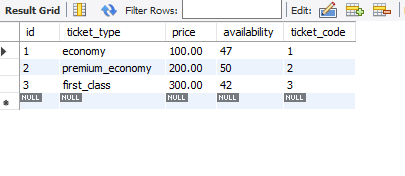 Result Grid Filter Rows: Edit:
id ticket_type price availability ticket_code
1 economy 100.00 47 1
2 premium_economy 200.00 50 2
3 first_class 300.00 42 3
NULL NULL NULL NULL NULL